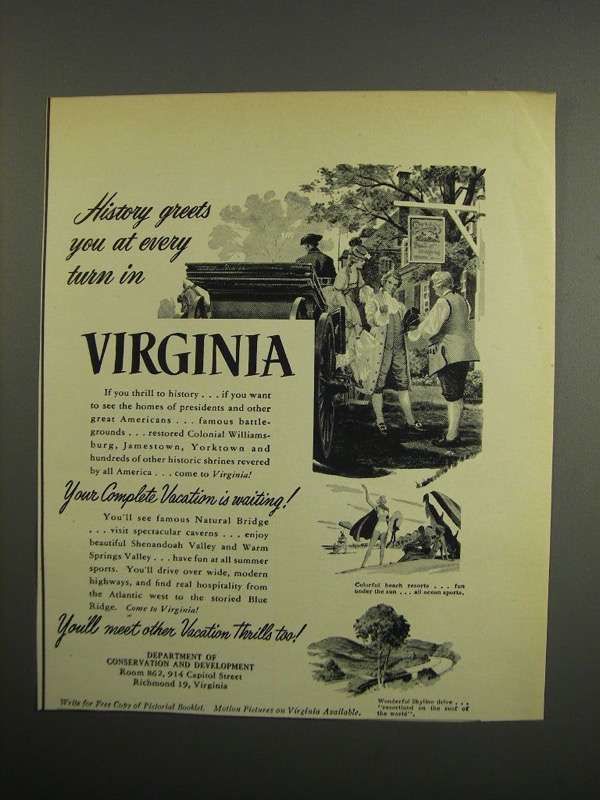 History greets
you at every
turn in
VIRGINIA
If you thrill to history . . . if you want
to see the homes of presidents and other
great Americans . . . famous battle-
grounds . . . restored Colonial Williams-
burg, Jamestown, Yorktown and
hundreds of other historic shrines revered
by all America . . . come to Virginia!
Your Complete Vacation is waiting!
You'll see famous Natural Bridge
. . . visit spectacular caverns . . . enjoy
beautiful Shenandoah Valley and Warm
Springs Valley . . . have fun at all summer
sports. You'll drive over wide, modern
highways, and find real hospitality from
the Atlantic west to the storied Blue
Ridge. Come to Virginia!
You'll meet other Vacation Thrills too!
DEPARTMENT OF
CONSERVATION AND DEVELOPMENT
Room 862, 914 Capitol Street
Richmond 19, Virginia
Write for Free Copy of Pictorial Booklet. Motion Pictures on Virginia Available.
Colorful beach resorts . . . fun
under the sun . . . all ocean sports.
Wonderful Skyline drive . . .
on the roof of
the world".